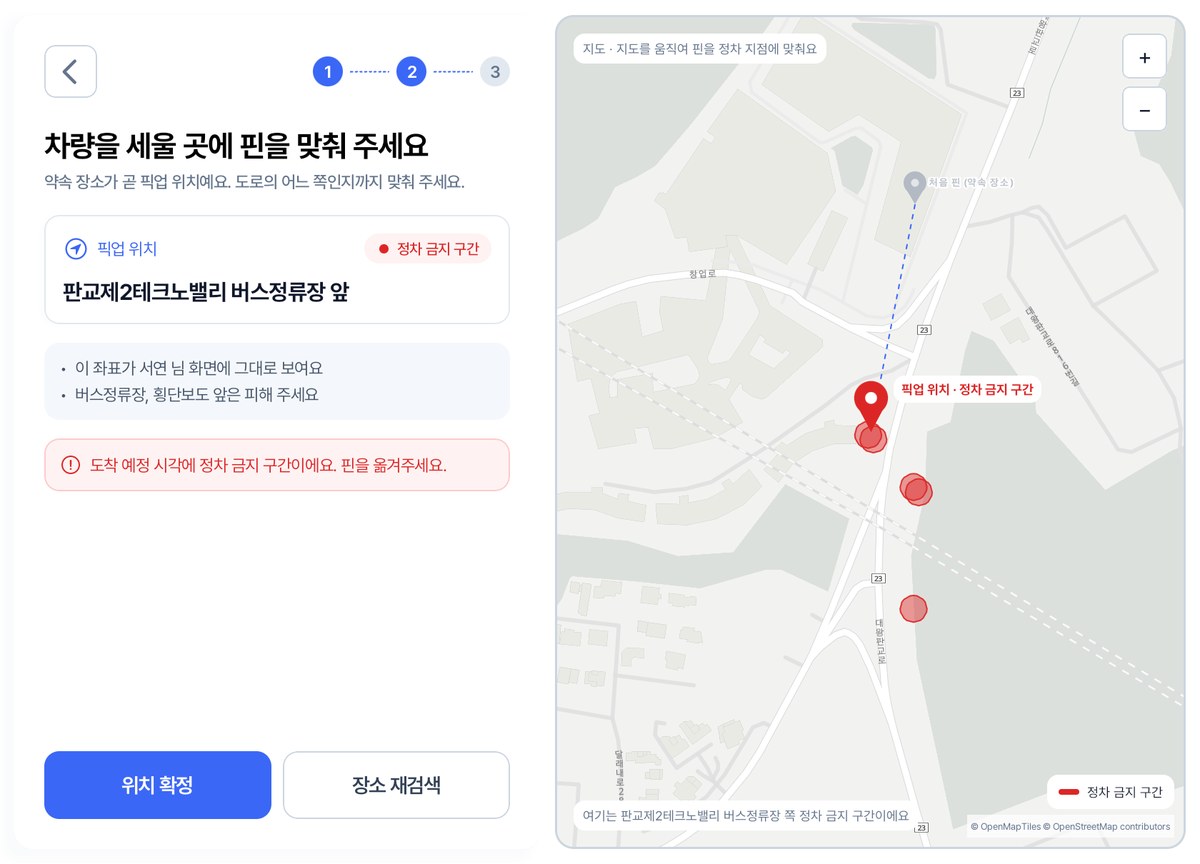 1 2 3
차량을 세울 곳에 핀을 맞춰 주세요
약속 장소가 곧 픽업 위치예요. 도로의 어느 쪽인지까지 맞춰 주세요.
픽업 위치
정차 금지 구간
판교제2테크노밸리 버스정류장 앞
• 이 좌표가 서연 님 화면에 그대로 보여요
• 버스정류장, 횡단보도 앞은 피해 주세요
도착 예정 시각에 정차 금지 구간이에요. 핀을 옮겨주세요.
위치 확정
장소 재검색
지도 · 지도를 움직여 핀을 정차 지점에 맞춰요
+
−
23
처음 핀 (약속 장소)
창업로
23
픽업 위치 · 정차 금지 구간
23
대왕판교로
달래내로2
정차 금지 구간
여기는 판교제2테크노밸리 버스정류장 쪽 정차 금지 구간이에요
23
© OpenMapTiles © OpenStreetMap contributors